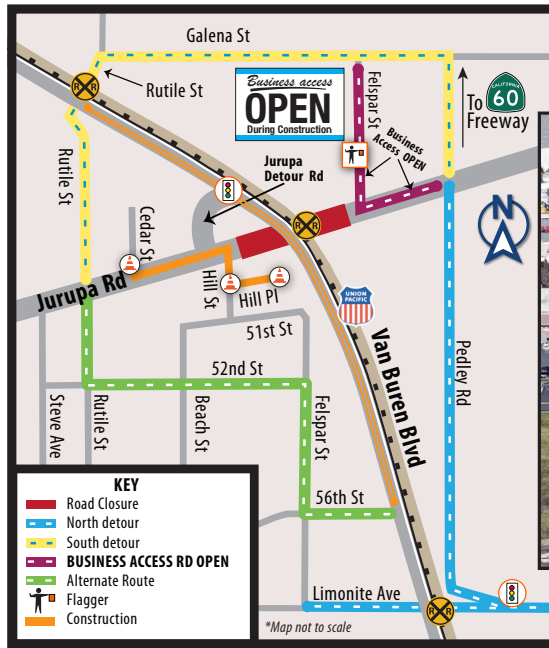 Galena St
Rutile St
Business access
OPEN
During Construction
Felspar St
CALIFORNIA
60
To
Freeway
Business
Access OPEN
R R
Rutile St
Jurupa
Detour Rd
Cedar St
R R
N
Jurupa Rd
Hill St
Hill Pl
UNION
PACIFIC
51st St
Van Buren Blvd
Pedley Rd
52nd St
Steve Ave
Rutile St
Beach St
Felspar St
56th St
KEY
Road Closure
North detour
South detour
BUSINESS ACCESS RD OPEN
Alternate Route
Flagger
Construction
Limonite Ave
R R
*Map not to scale